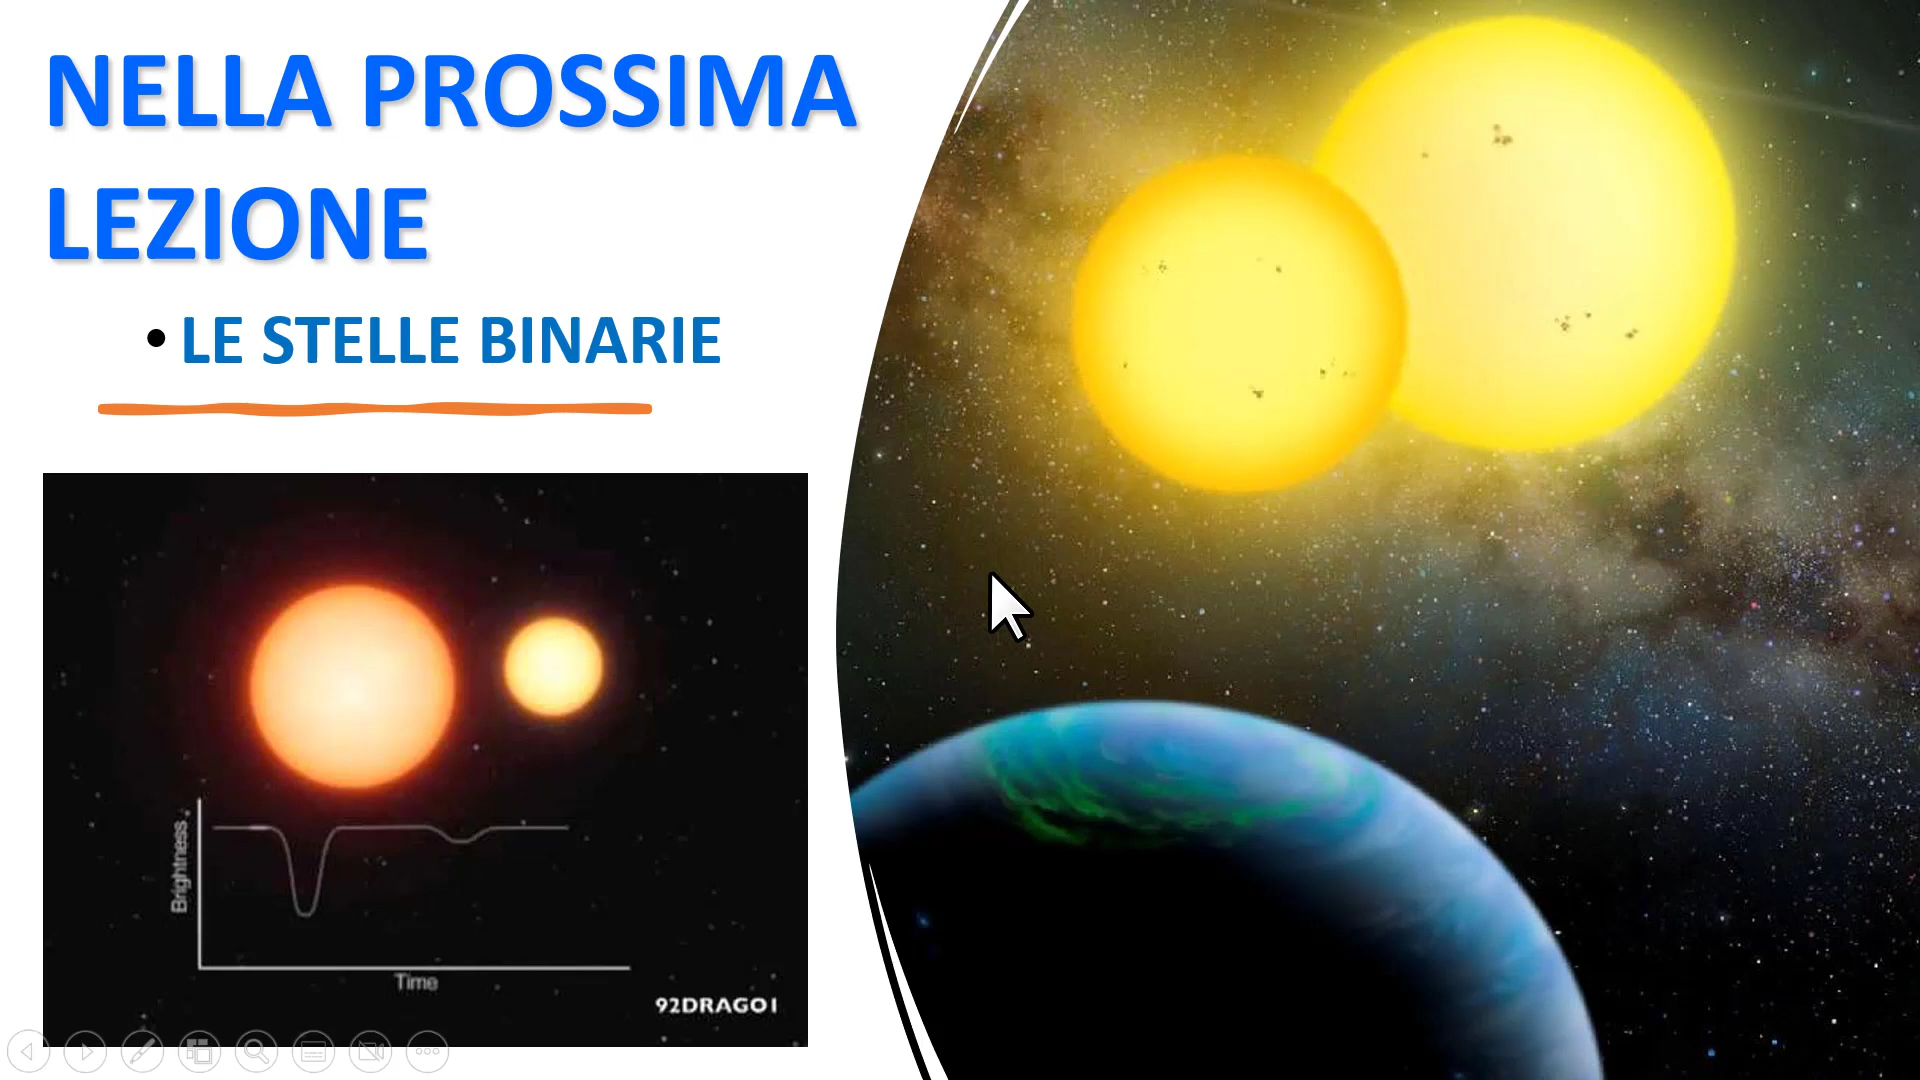 NELLA PROSSIMA
LEZIONE
• LE STELLE BINARIE
Brightness
Time
92DRAGO1